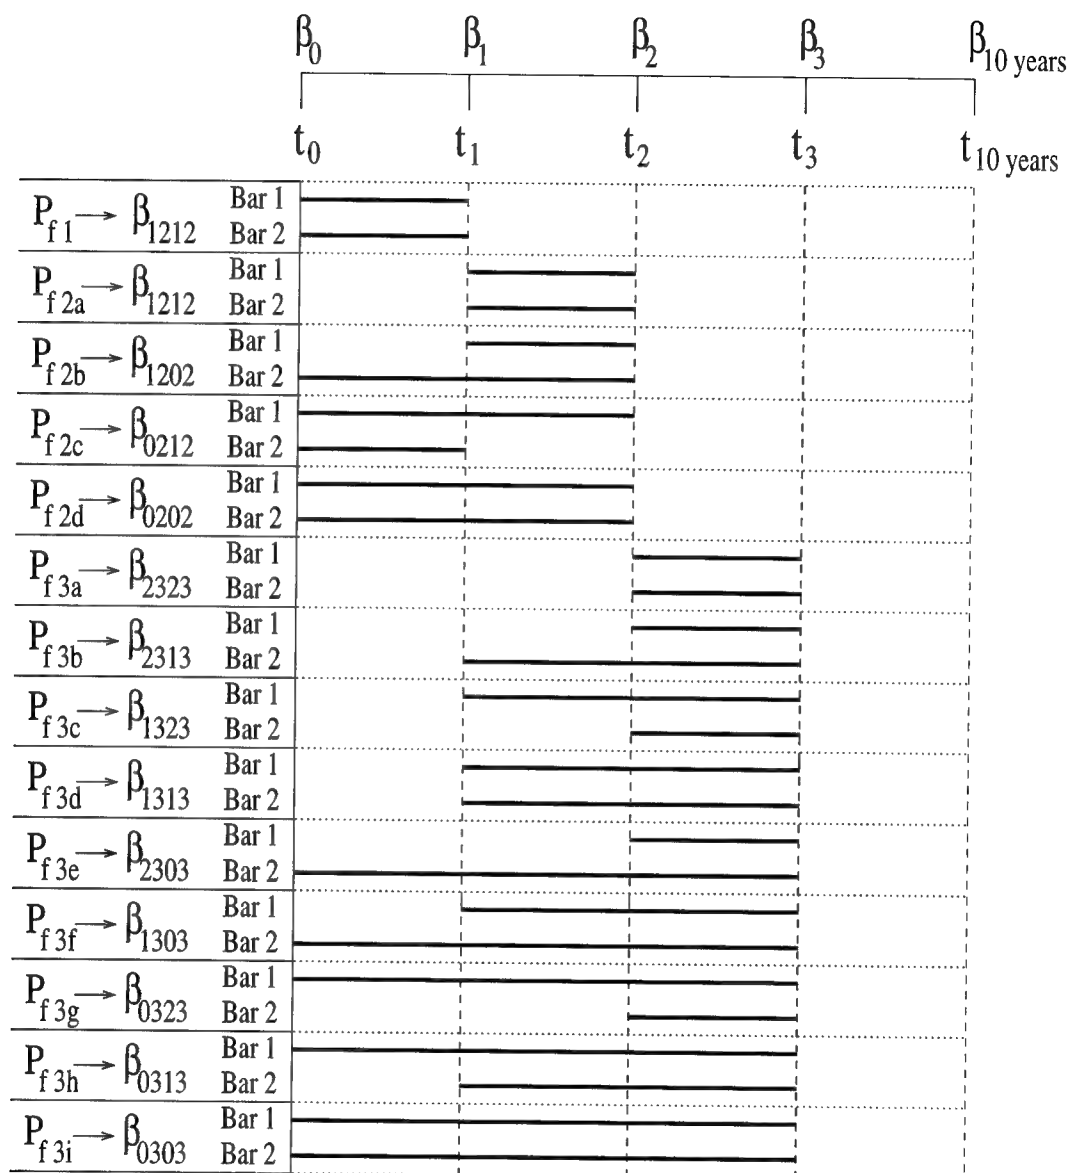 β0 β1 β2 β3 β10 years
t0 t1 t2 t3 t10 years
Pf 1 → β1212 Bar 1
Bar 2
Pf 2a → β1212 Bar 1
Bar 2
Pf 2b → β1202 Bar 1
Bar 2
Pf 2c → β0212 Bar 1
Bar 2
Pf 2d → β0202 Bar 1
Bar 2
Pf 3a → β2323 Bar 1
Bar 2
Pf 3b → β2313 Bar 1
Bar 2
Pf 3c → β1323 Bar 1
Bar 2
Pf 3d → β1313 Bar 1
Bar 2
Pf 3e → β2303 Bar 1
Bar 2
Pf 3f → β1303 Bar 1
Bar 2
Pf 3g → β0323 Bar 1
Bar 2
Pf 3h → β0313 Bar 1
Bar 2
Pf 3i → β0303 Bar 1
Bar 2